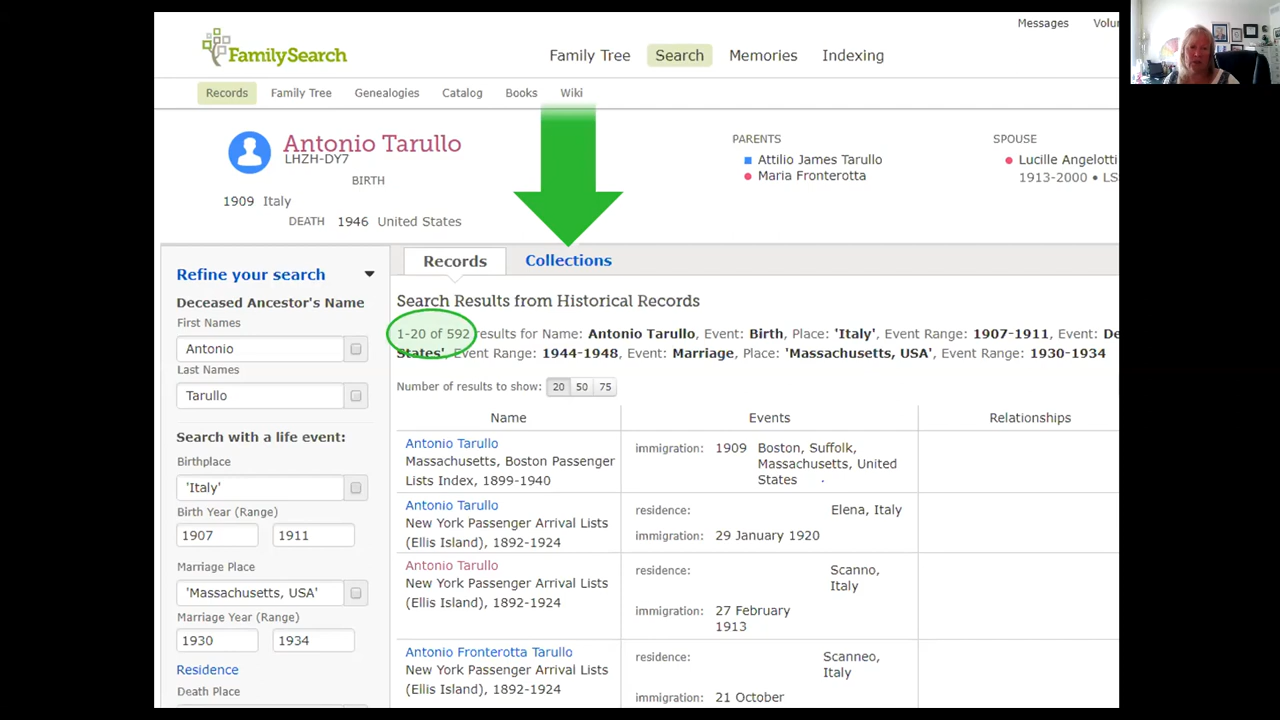 Messages
Volun
FamilySearch
Family Tree Search Memories Indexing
Records Family Tree Genealogies Catalog Books Wiki
Antonio Tarullo
LHZH-DY7
BIRTH
1909 Italy
DEATH 1946 United States
PARENTS
Attilio James Tarullo
Maria Fronterotta
SPOUSE
Lucille Angelotti
1913-2000 • LS
Refine your search
Deceased Ancestor's Name
First Names
Antonio
Last Names
Tarullo
Search with a life event:
Birthplace
'Italy'
Birth Year (Range)
1907 1911
Marriage Place
'Massachusetts, USA'
Marriage Year (Range)
1930 1934
Residence
Death Place
Records Collections
Search Results from Historical Records
1-20 of 592 results for Name: Antonio Tarullo, Event: Birth, Place: 'Italy', Event Range: 1907-1911, Event: De
States', Event Range: 1944-1948, Event: Marriage, Place: 'Massachusetts, USA', Event Range: 1930-1934
Number of results to show: 20 50 75
Name Events Relationships
Antonio Tarullo
Massachusetts, Boston Passenger
Lists Index, 1899-1940
immigration: 1909 Boston, Suffolk,
Massachusetts, United
States
Antonio Tarullo
New York Passenger Arrival Lists
(Ellis Island), 1892-1924
residence: Elena, Italy
immigration: 29 January 1920
Antonio Tarullo
New York Passenger Arrival Lists
(Ellis Island), 1892-1924
residence: Scanno,
Italy
immigration: 27 February
1913
Antonio Fronterotta Tarullo
New York Passenger Arrival Lists
(Ellis Island), 1892-1924
residence: Scanneo,
Italy
immigration: 21 October